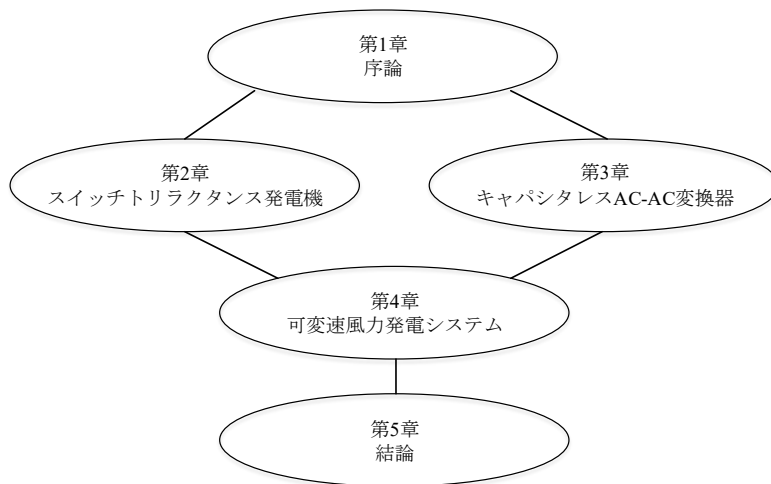 第1章
序論
第2章
スイッチトリラクタンス発電機
第3章
キャパシタレスAC-AC変換器
第4章
可変速風力発電システム
第5章
結論